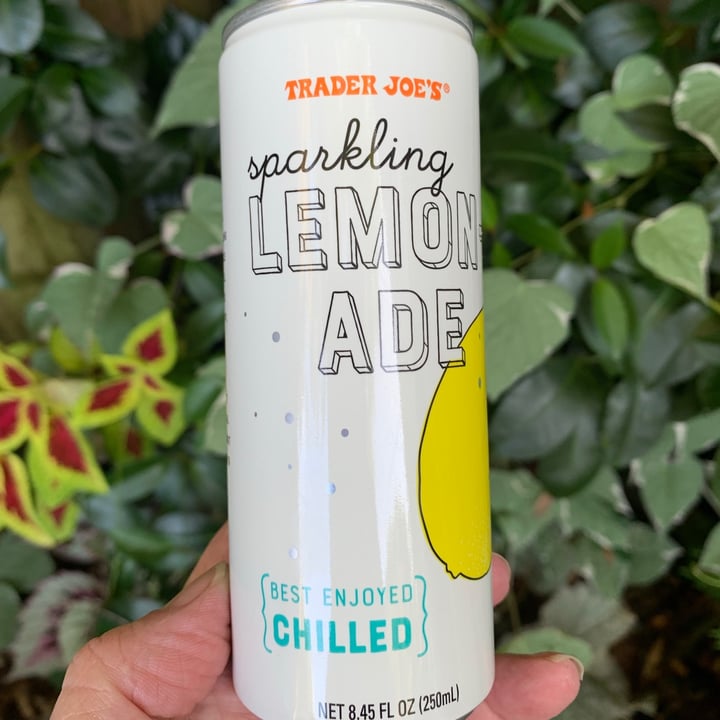 TRADER JOE'S®
sparkling
LEMON-
ADE
BEST ENJOYED
CHILLED
NET 8.45 FL OZ (250mL)